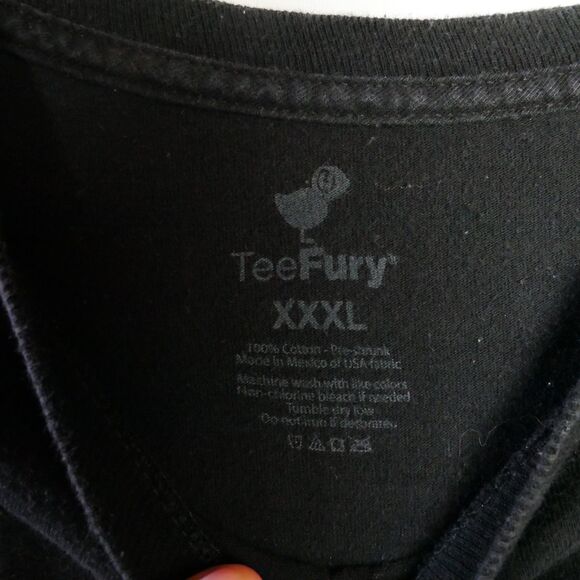 TeeFury
XXXL
100% Cotton - Pre-shrunk
Made in Mexico of USA fabric
Machine wash with like colors
Non-chlorine bleach if needed
Tumble dry low
Do not iron if decorated